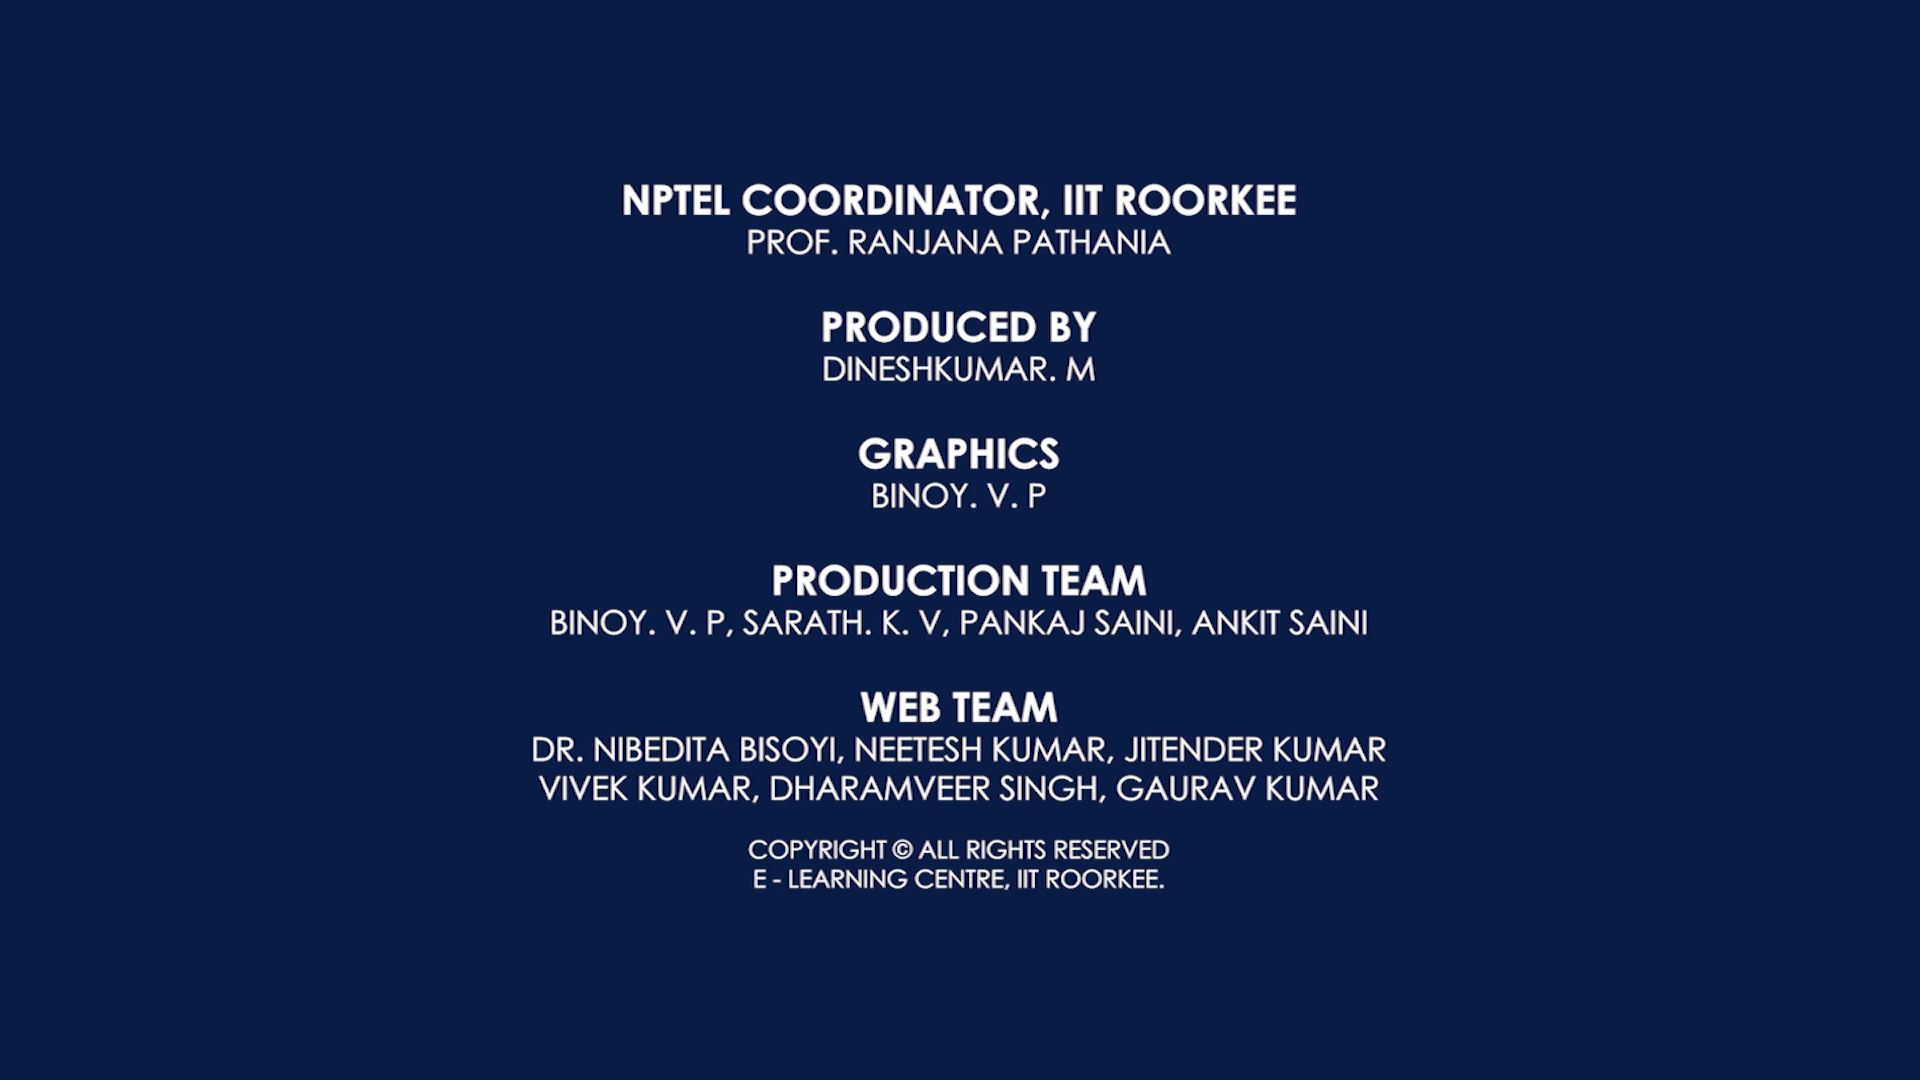 NPTEL COORDINATOR, IIT ROORKEE
PROF. RANJANA PATHANIA
PRODUCED BY
DINESHKUMAR. M
GRAPHICS
BINOY. V. P
PRODUCTION TEAM
BINOY. V. P, SARATH. K. V, PANKAJ SAINI, ANKIT SAINI
WEB TEAM
DR. NIBEDITA BISOYI, NEETESH KUMAR, JITENDER KUMAR
VIVEK KUMAR, DHARAMVEER SINGH, GAURAV KUMAR
COPYRIGHT © ALL RIGHTS RESERVED
E - LEARNING CENTRE, IIT ROORKEE.